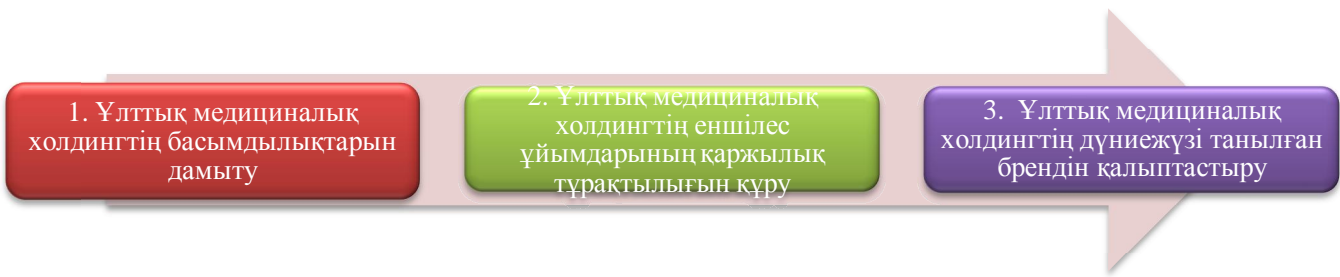 1. Ұлттық медициналық
холдингтің басымдылықтарын
дамыту
2. Ұлттық медициналық
холдингтің еншілес
ұйымдарының қаржылық
тұрақтылығын құру
3. Ұлттық медициналық
холдингтің дүниежүзі танылған
брендін қалыптастыру